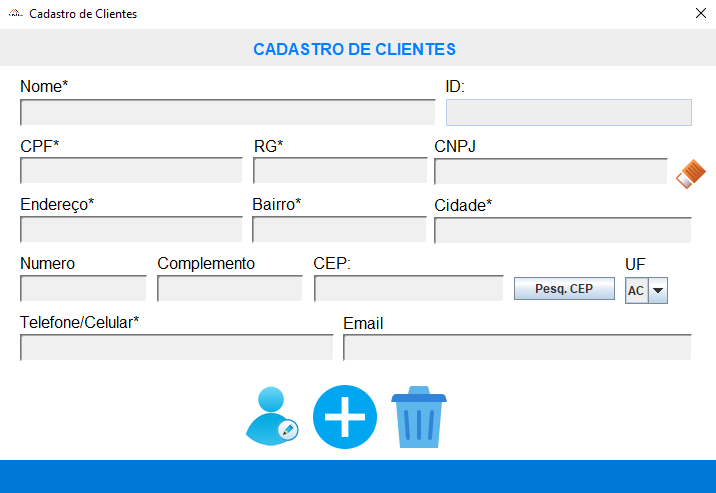 Cadastro de Clientes
CADASTRO DE CLIENTES
Nome* ID:
CPF* RG* CNPJ
Endereço* Bairro* Cidade*
Numero Complemento CEP: UF
Pesq. CEP AC
Telefone/Celular* Email